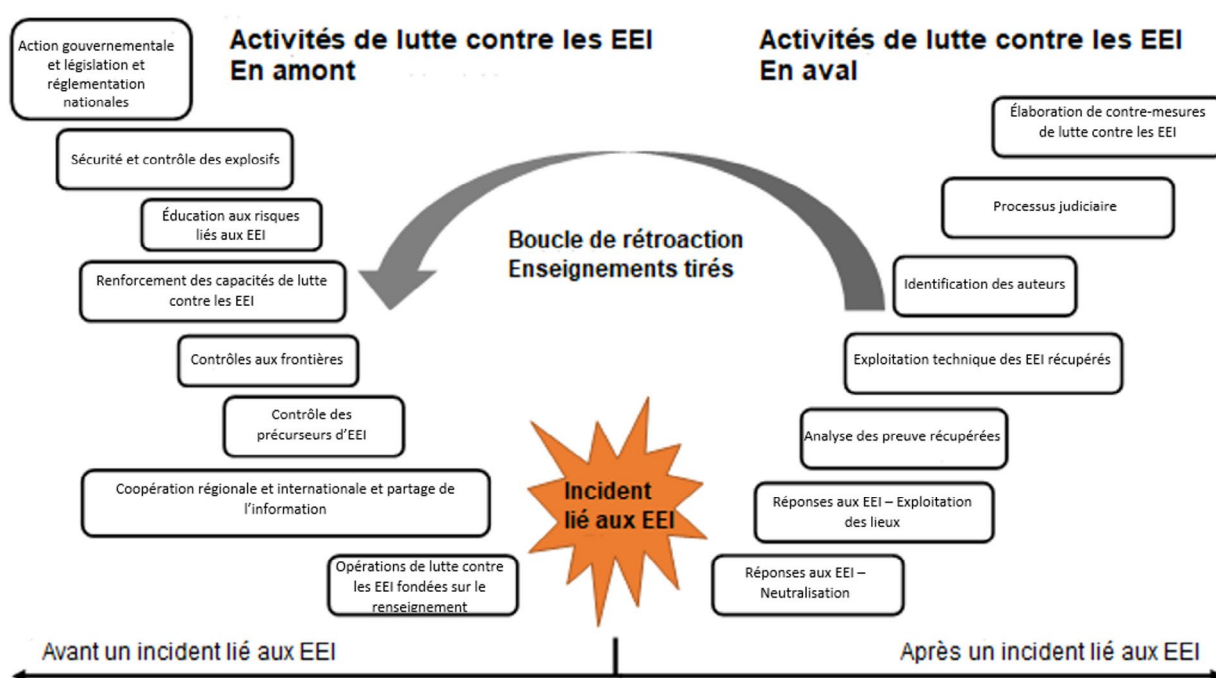 Action gouvernementale
et législation et
réglementation
nationales
Activités de lutte contre les EEI
En amont
Activités de lutte contre les EEI
En aval
Sécurité et contrôle des explosifs
Éducation aux risques
liés aux EEI
Renforcement des capacités de lutte
contre les EEI
Contrôles aux frontières
Contrôle des
précurseurs d’EEI
Coopération régionale et internationale et partage de
l’information
Opérations de lutte contre
les EEI fondées sur le
renseignement
Boucle de rétroaction
Enseignements tirés
Incident
lié aux EEI
Élaboration de contre-mesures
de lutte contre les EEI
Processus judiciaire
Identification des auteurs
Exploitation technique des EEI récupérés
Analyse des preuve récupérées
Réponses aux EEI – Exploitation
des lieux
Réponses aux EEI –
Neutralisation
Avant un incident lié aux EEI
Après un incident lié aux EEI